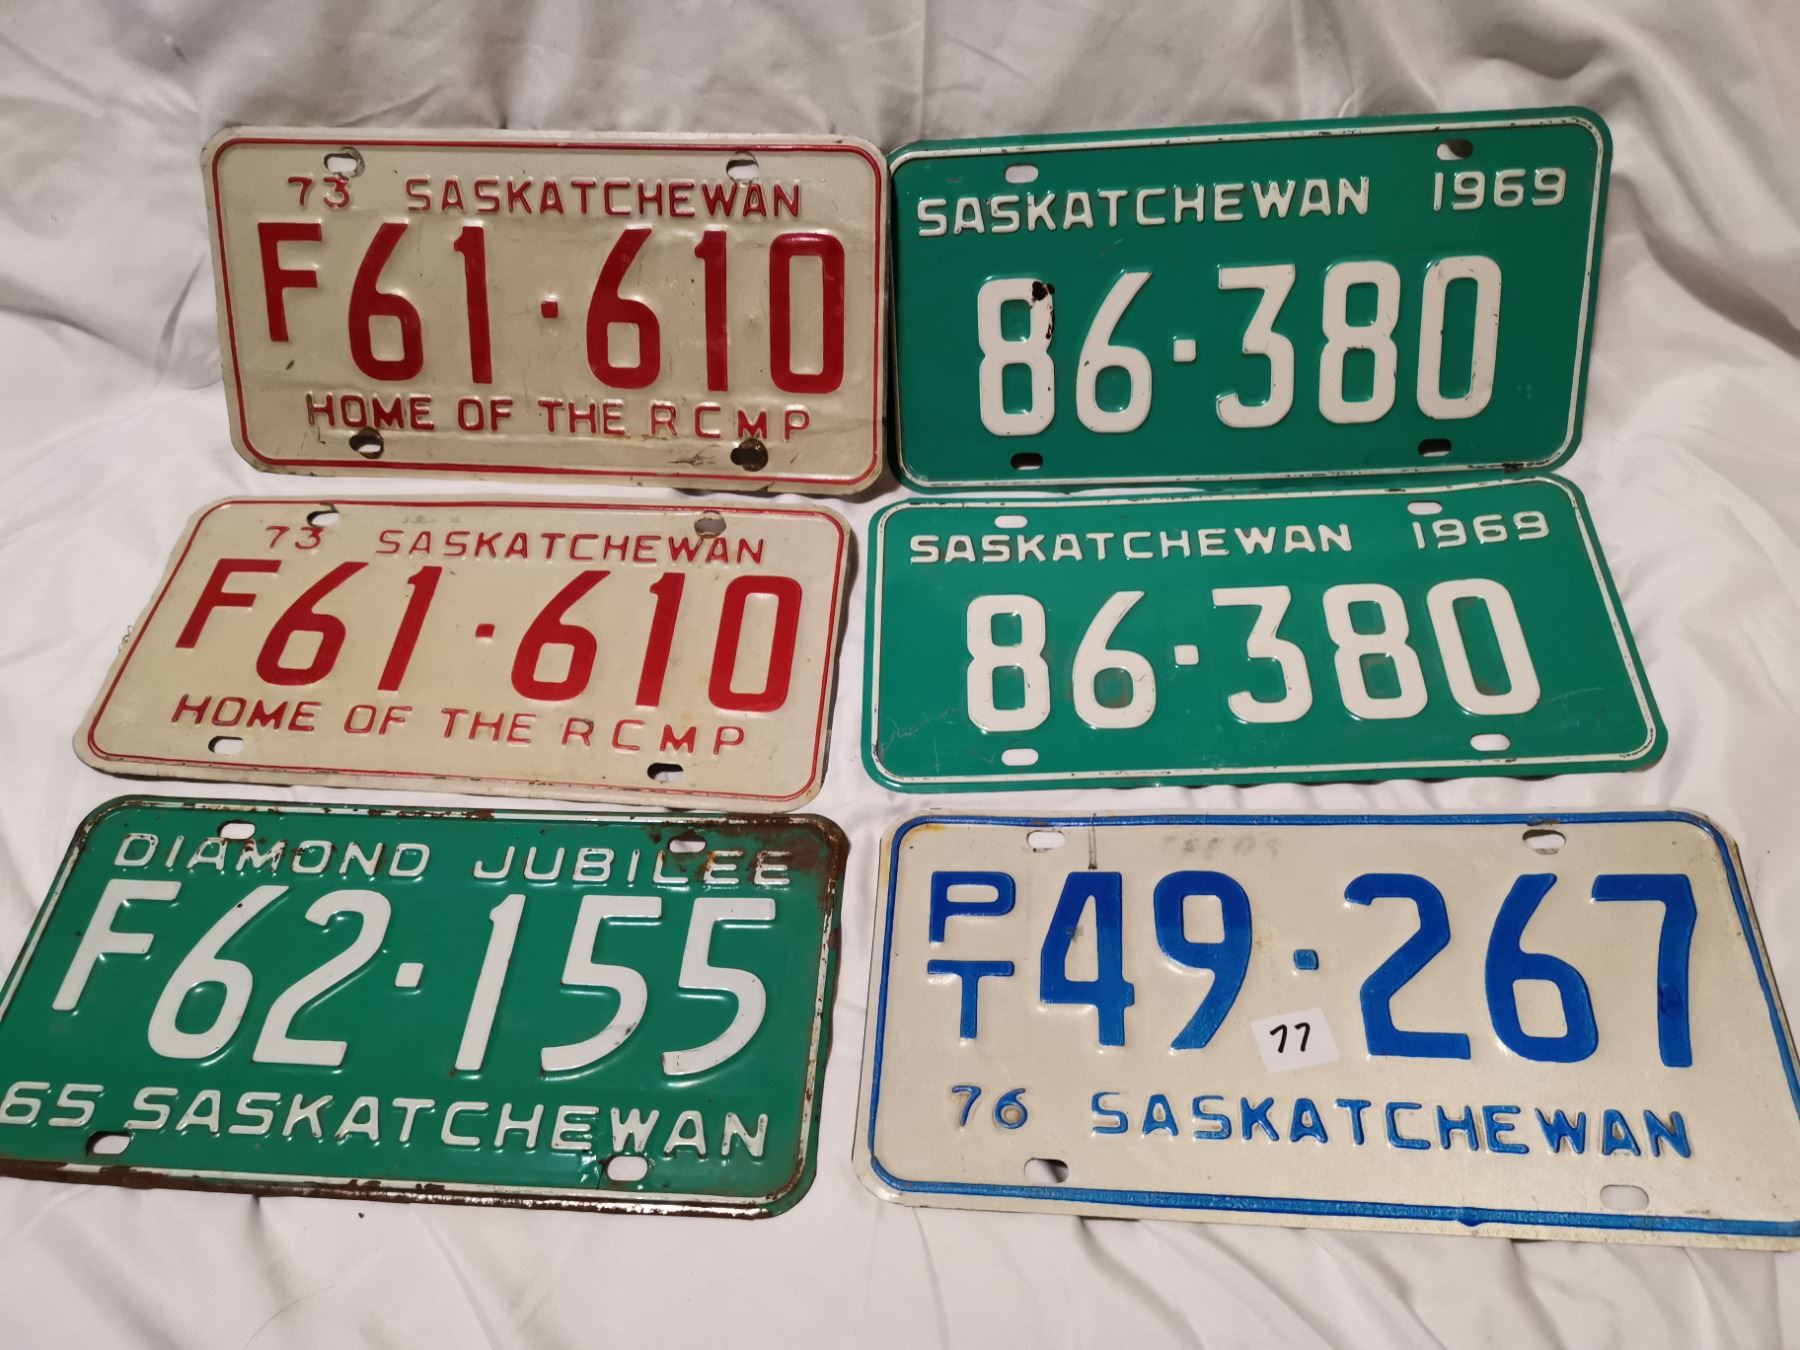 73 SASKATCHEWAN
F61·610
HOME OF THE RCMP
SASKATCHEWAN 1969
86·380
73 SASKATCHEWAN
F61·610
HOME OF THE RCMP
SASKATCHEWAN 1969
86·380
DIAMOND JUBILEE
F62·155
65 SASKATCHEWAN
PT 49·267
77
76 SASKATCHEWAN